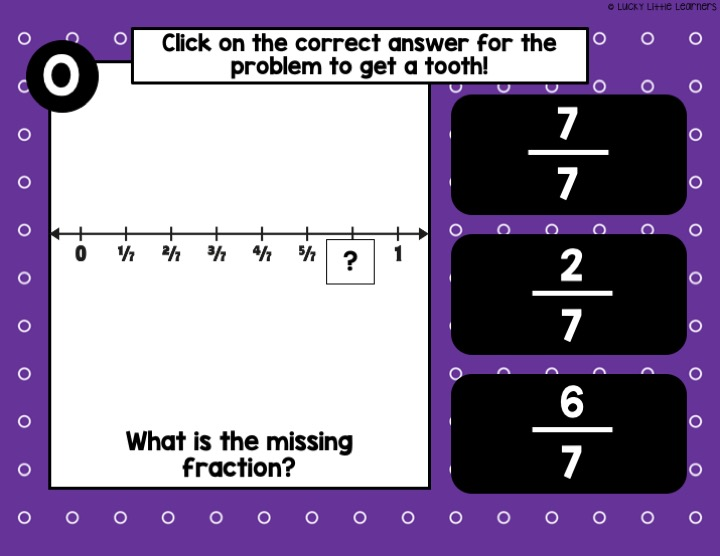 © Lucky Little Learners
Click on the correct answer for the
problem to get a tooth!
0
0 1/7 2/7 3/7 4/7 5/7 ? 1
What is the missing
fraction?
7
7
2
7
6
7